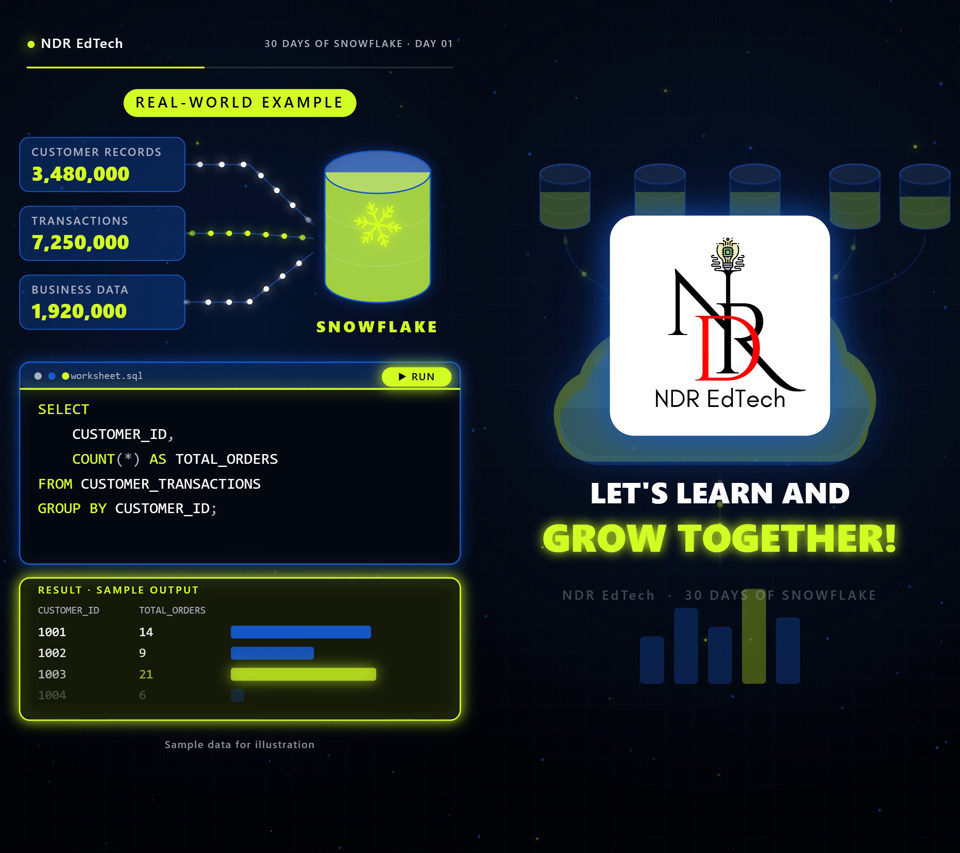 NDR EdTech
30 DAYS OF SNOWFLAKE · DAY 01
REAL-WORLD EXAMPLE
CUSTOMER RECORDS
3,480,000
TRANSACTIONS
7,250,000
BUSINESS DATA
1,920,000
SNOWFLAKE
worksheet.sql
▶ RUN
SELECT
CUSTOMER_ID,
COUNT(*) AS TOTAL_ORDERS
FROM CUSTOMER_TRANSACTIONS
GROUP BY CUSTOMER_ID;
RESULT · SAMPLE OUTPUT
CUSTOMER_ID TOTAL_ORDERS
1001 14
1002 9
1003 21
1004 6
Sample data for illustration
NDR
NDR EdTech
LET'S LEARN AND
GROW TOGETHER!
NDR EdTech · 30 DAYS OF SNOWFLAKE